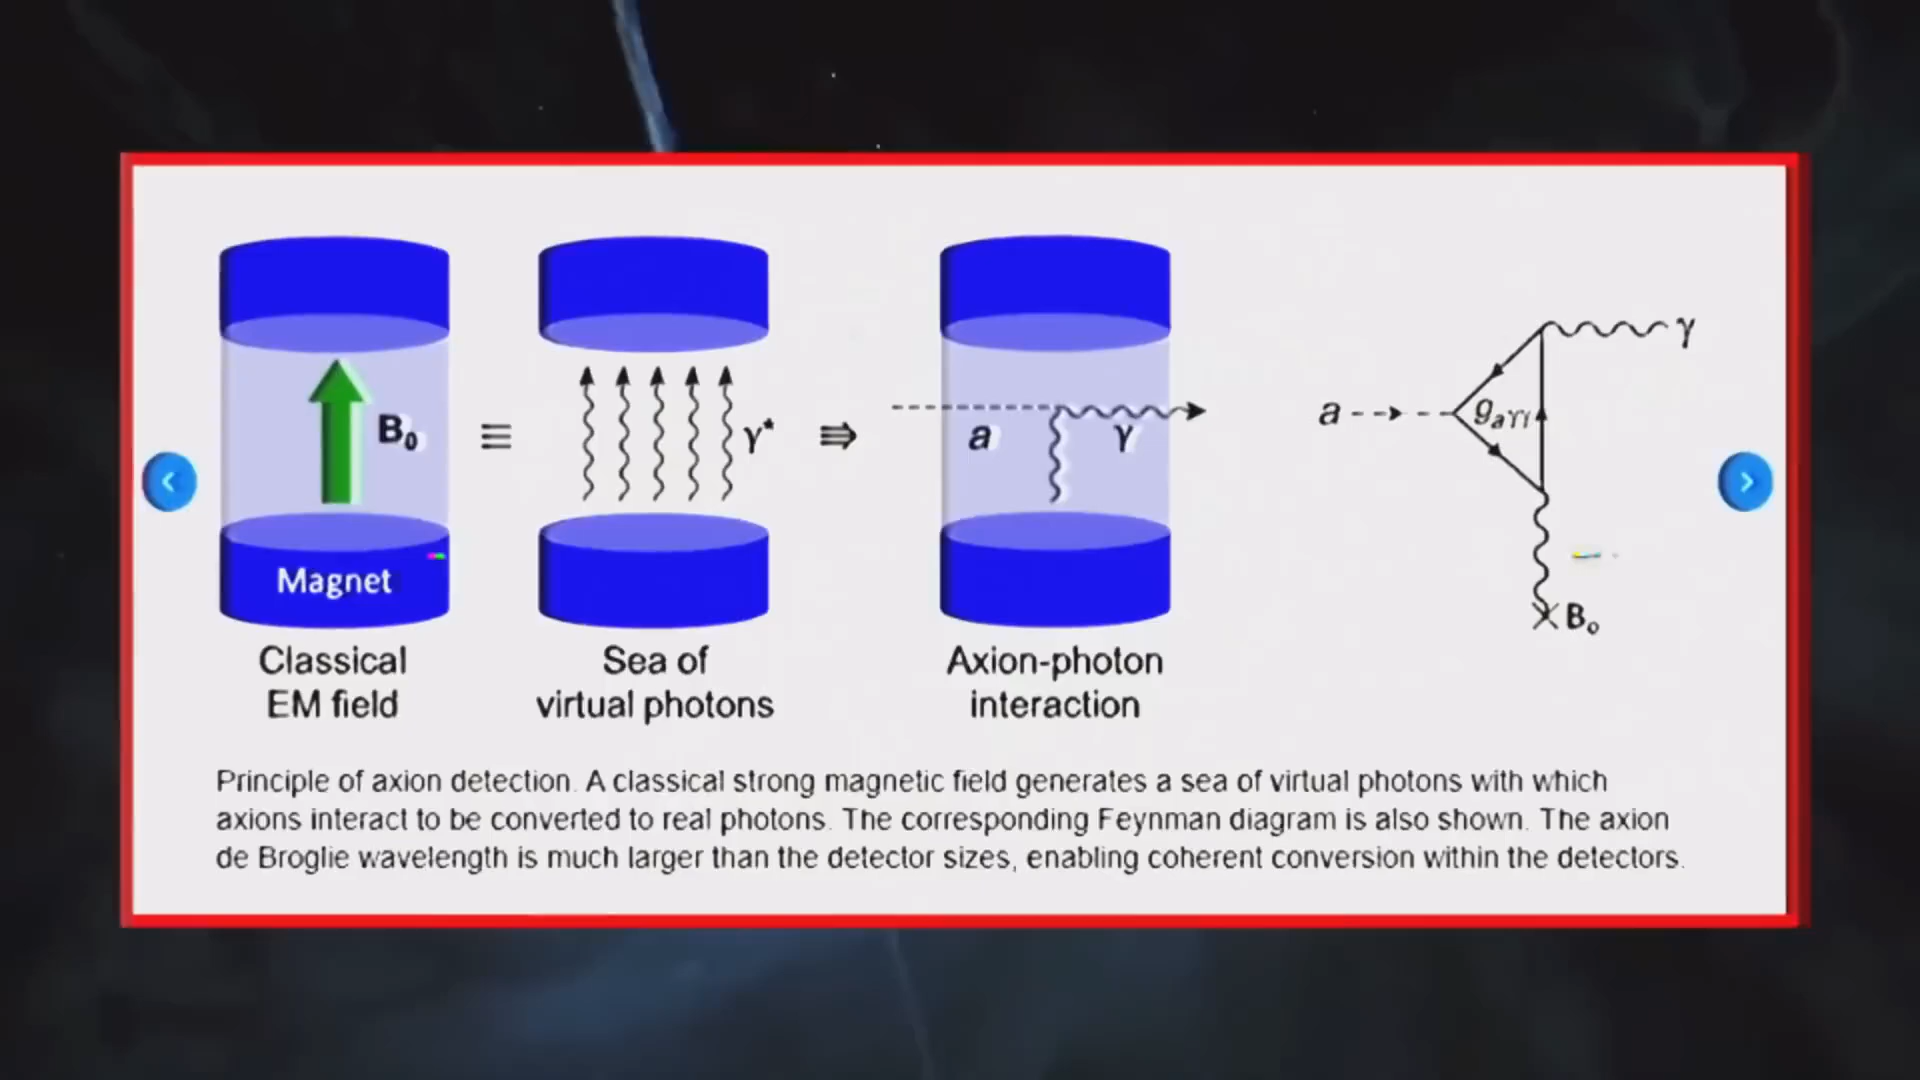 B₀
≡
γ*
⇛
a
γ
a
g_aγγ
γ
B₀
Magnet
Classical
EM field
Sea of
virtual photons
Axion-photon
interaction
Principle of axion detection. A classical strong magnetic field generates a sea of virtual photons with which
axions interact to be converted to real photons. The corresponding Feynman diagram is also shown. The axion
de Broglie wavelength is much larger than the detector sizes, enabling coherent conversion within the detectors.